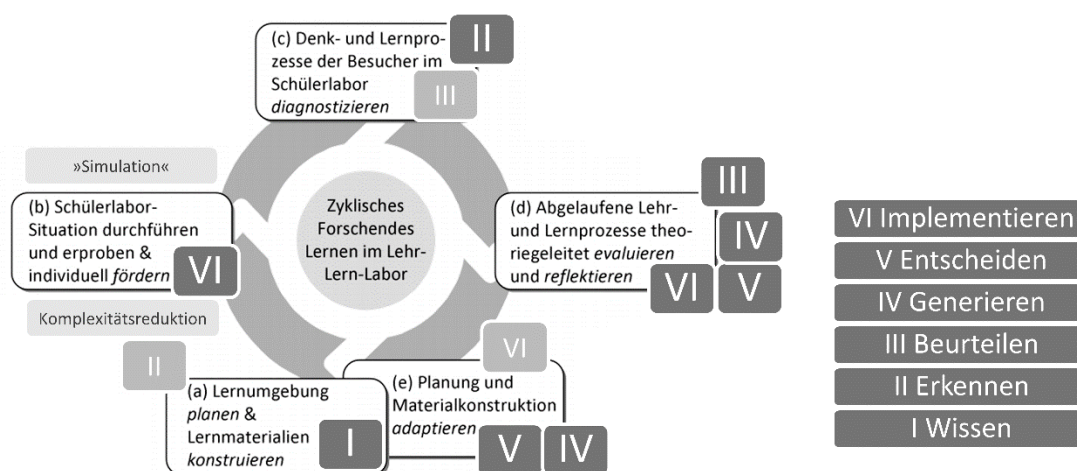 (c) Denk- und Lernpro-
zesse der Besucher im
Schülerlabor
diagnostizieren
II
III
»Simulation«
(b) Schülerlabor-
Situation durchführen
und erproben &
individuell fördern
VI
Komplexitätsreduktion
Zyklisches
Forschendes
Lernen im Lehr-
Lern-Labor
(d) Abgelaufene Lehr-
und Lernprozesse theo-
riegeleitet evaluieren
und reflektieren
III
IV
VI V
II
(a) Lernumgebung
planen &
Lernmaterialien
konstruieren
I
VI
(e) Planung und
Materialkonstruktion
adaptieren
V IV
VI Implementieren
V Entscheiden
IV Generieren
III Beurteilen
II Erkennen
I Wissen